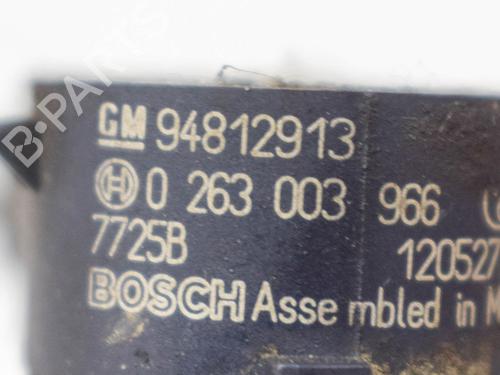 GM 94812913
0 263 003 966
7725B 120527
BOSCH Asse mbled in M
B-PARTS